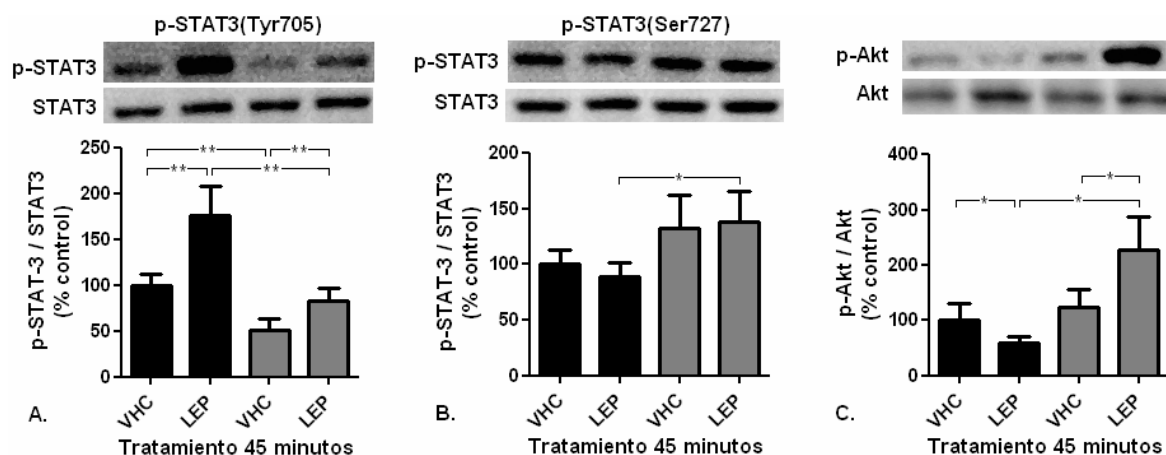 p-STAT3(Tyr705)
p-STAT3
STAT3
p-STAT-3 / STAT3
(% control)
250
200
150
100
50
0
**
**
**
**
VHC
LEP
VHC
LEP
A.
Tratamiento 45 minutos
p-STAT3(Ser727)
p-STAT3
STAT3
p-STAT-3 / STAT3
(% control)
200
150
100
50
0
*
VHC
LEP
VHC
LEP
B.
Tratamiento 45 minutos
p-Akt
Akt
p-Akt / Akt
(% control)
400
300
200
100
0
*
*
*
VHC
LEP
VHC
LEP
C.
Tratamiento 45 minutos